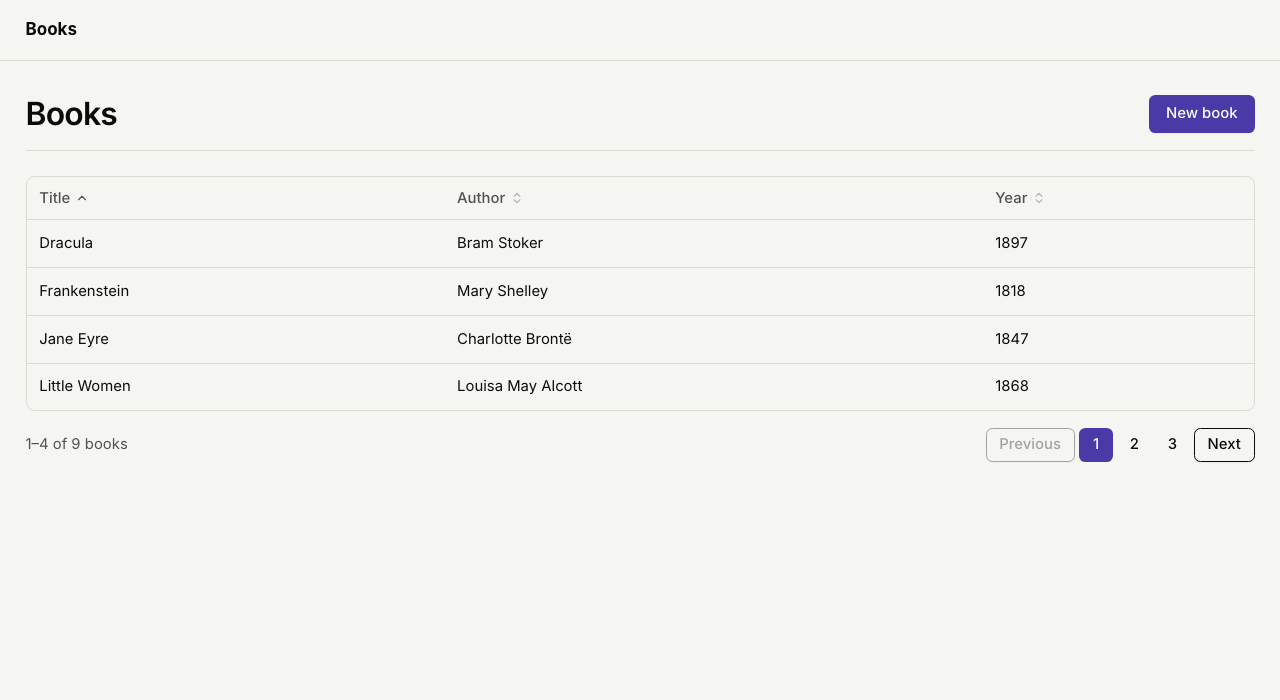 Books
Books
New book
Title Author Year
Dracula Bram Stoker 1897
Frankenstein Mary Shelley 1818
Jane Eyre Charlotte Brontë 1847
Little Women Louisa May Alcott 1868
1–4 of 9 books Previous 1 2 3 Next